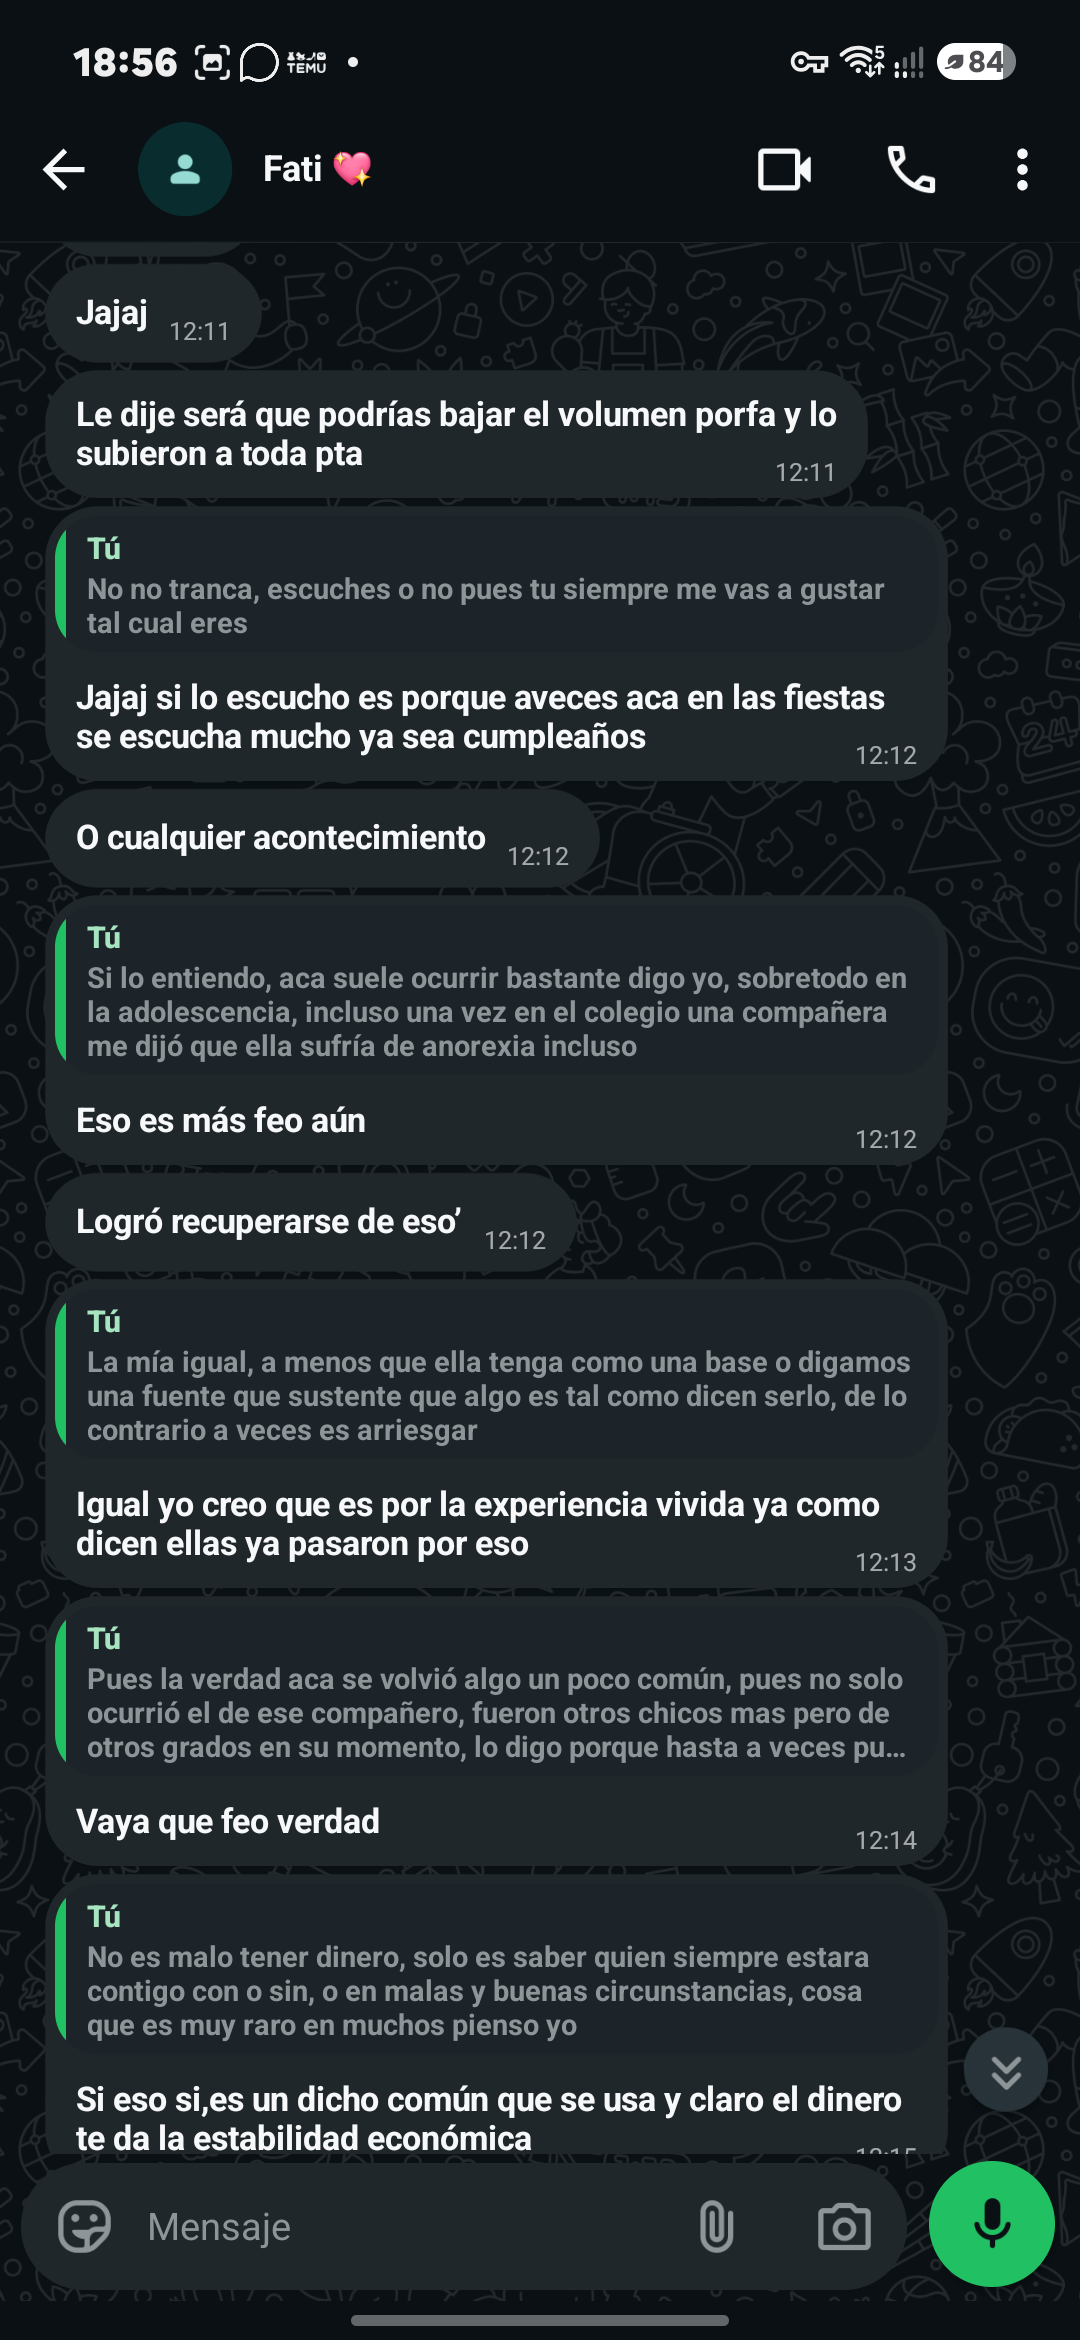 18:56
TEMU
5
84
Fati
Jajaj
12:11
Le dije será que podrías bajar el volumen porfa y lo
subieron a toda pta
12:11
Tú
No no tranca, escuches o no pues tu siempre me vas a gustar
tal cual eres
Jajaj si lo escucho es porque aveces aca en las fiestas
se escucha mucho ya sea cumpleaños
12:12
O cualquier acontecimiento
12:12
Tú
Si lo entiendo, aca suele ocurrir bastante digo yo, sobretodo en
la adolescencia, incluso una vez en el colegio una compañera
me dijó que ella sufría de anorexia incluso
Eso es más feo aún
12:12
Logró recuperarse de eso’
12:12
Tú
La mía igual, a menos que ella tenga como una base o digamos
una fuente que sustente que algo es tal como dicen serlo, de lo
contrario a veces es arriesgar
Igual yo creo que es por la experiencia vivida ya como
dicen ellas ya pasaron por eso
12:13
Tú
Pues la verdad aca se volvió algo un poco común, pues no solo
ocurrió el de ese compañero, fueron otros chicos mas pero de
otros grados en su momento, lo digo porque hasta a veces pu...
Vaya que feo verdad
12:14
Tú
No es malo tener dinero, solo es saber quien siempre estara
contigo con o sin, o en malas y buenas circunstancias, cosa
que es muy raro en muchos pienso yo
Si eso si,es un dicho común que se usa y claro el dinero
te da la estabilidad económica
Mensaje